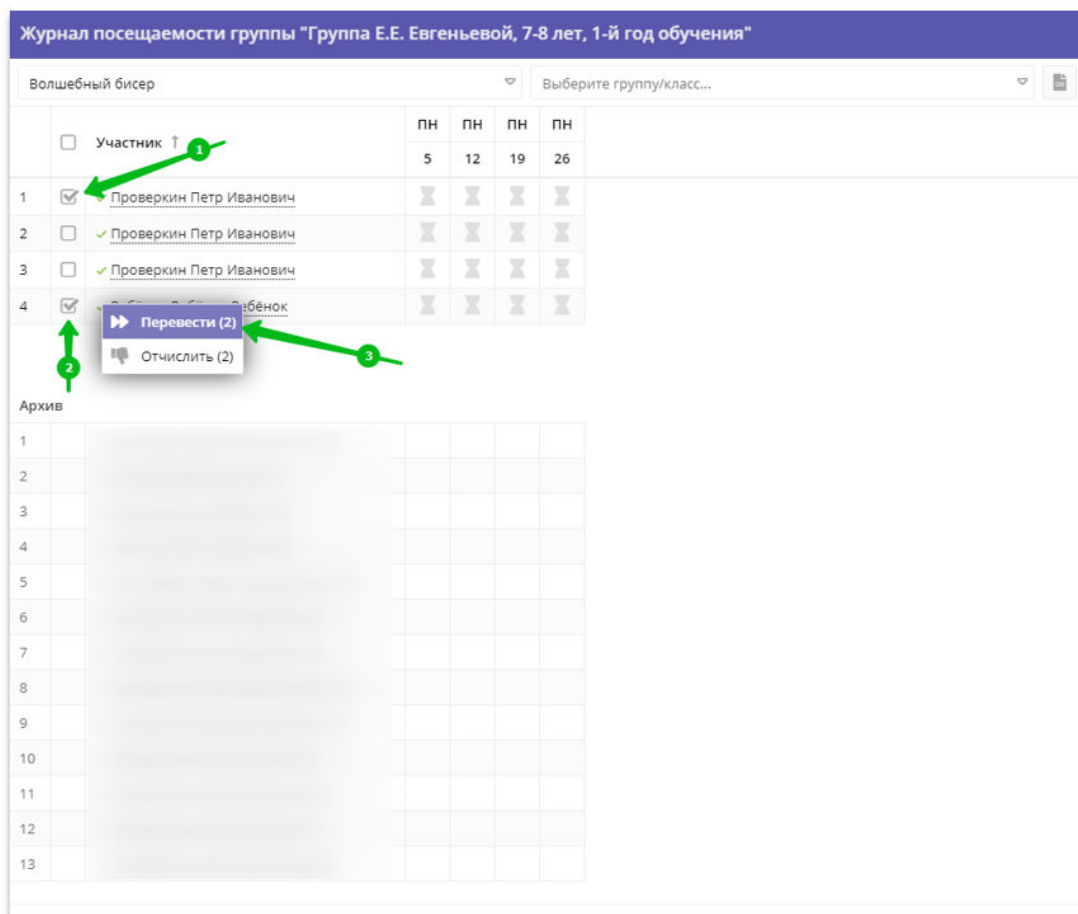 Журнал посещаемости группы "Группа Е.Е. Евгеньевой, 7-8 лет, 1-й год обучения"
Волшебный бисер Выберите группу/класс...
Участник ↑ ПН ПН ПН ПН
1
5 12 19 26
1 Проверкин Петр Иванович
2 Проверкин Петр Иванович
3 Проверкин Петр Иванович
4 Ребёнок
Перевести (2)
Отчислить (2)
3
2
Архив
1
2
3
4
5
6
7
8
9
10
11
12
13